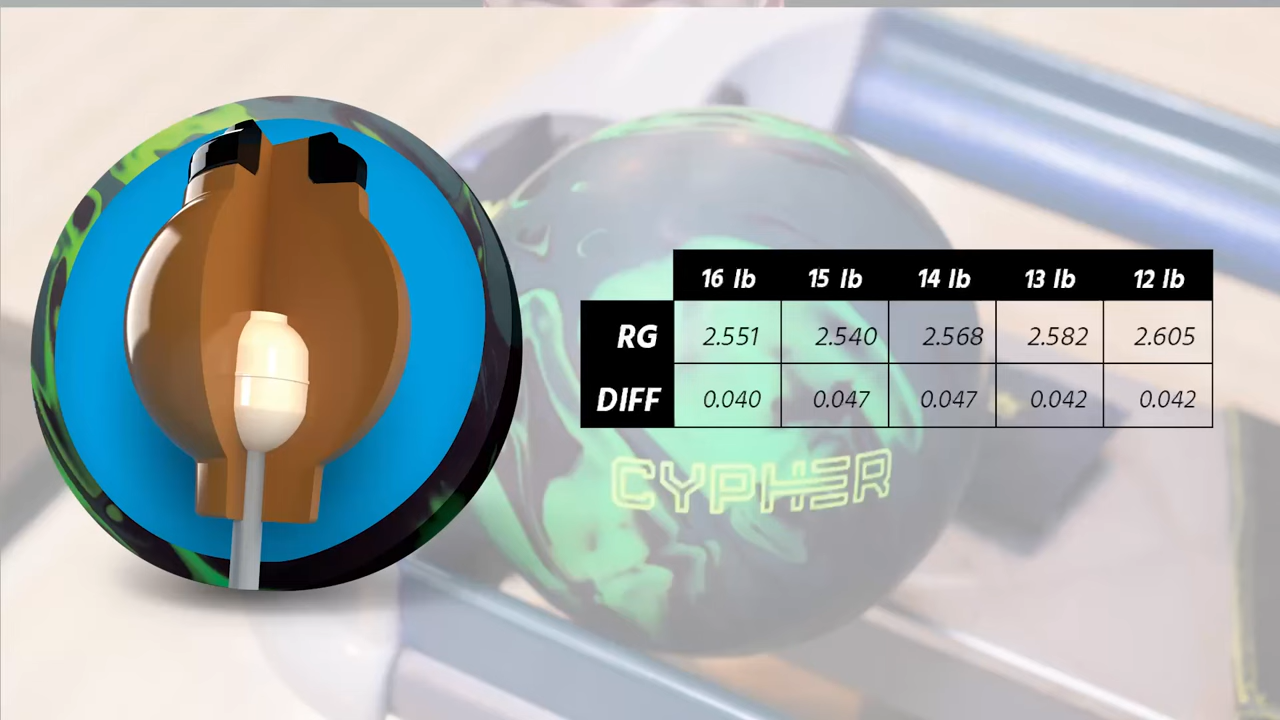 16 lb 15 lb 14 lb 13 lb 12 lb
RG 2.551 2.540 2.568 2.582 2.605
DIFF 0.040 0.047 0.047 0.042 0.042
CYPHER